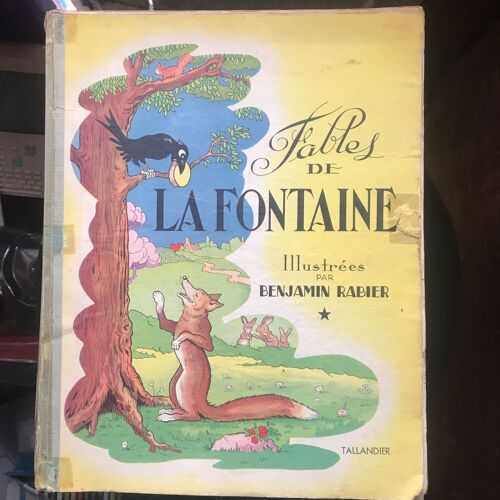 Fables
DE
LA FONTAINE
Illustrées
PAR
BENJAMIN RABIER
TALLANDIER